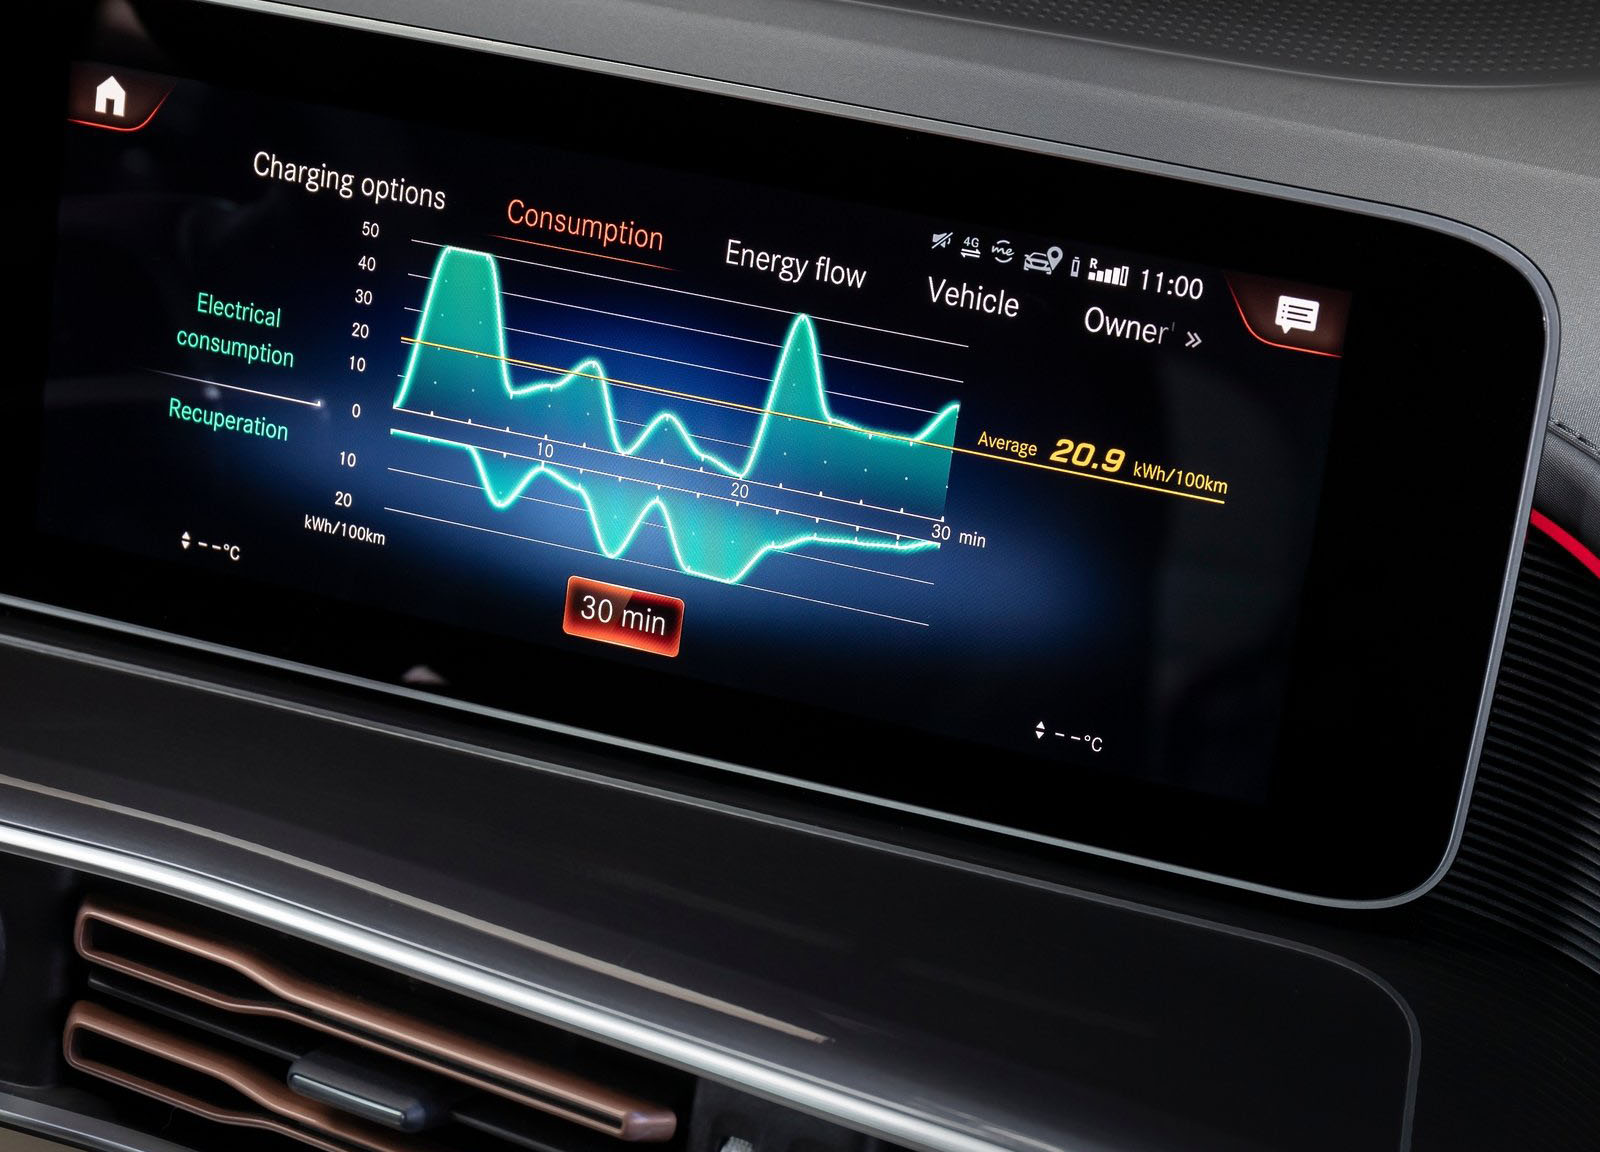 Charging options
Consumption
Energy flow
Vehicle
Owner'
4G
me
R
11:00
50
40
30
20
10
0
10
20
kWh/100km
Electrical
consumption
Recuperation
10
20
30 min
Average 20.9 kWh/100km
30 min
--°C
--°C